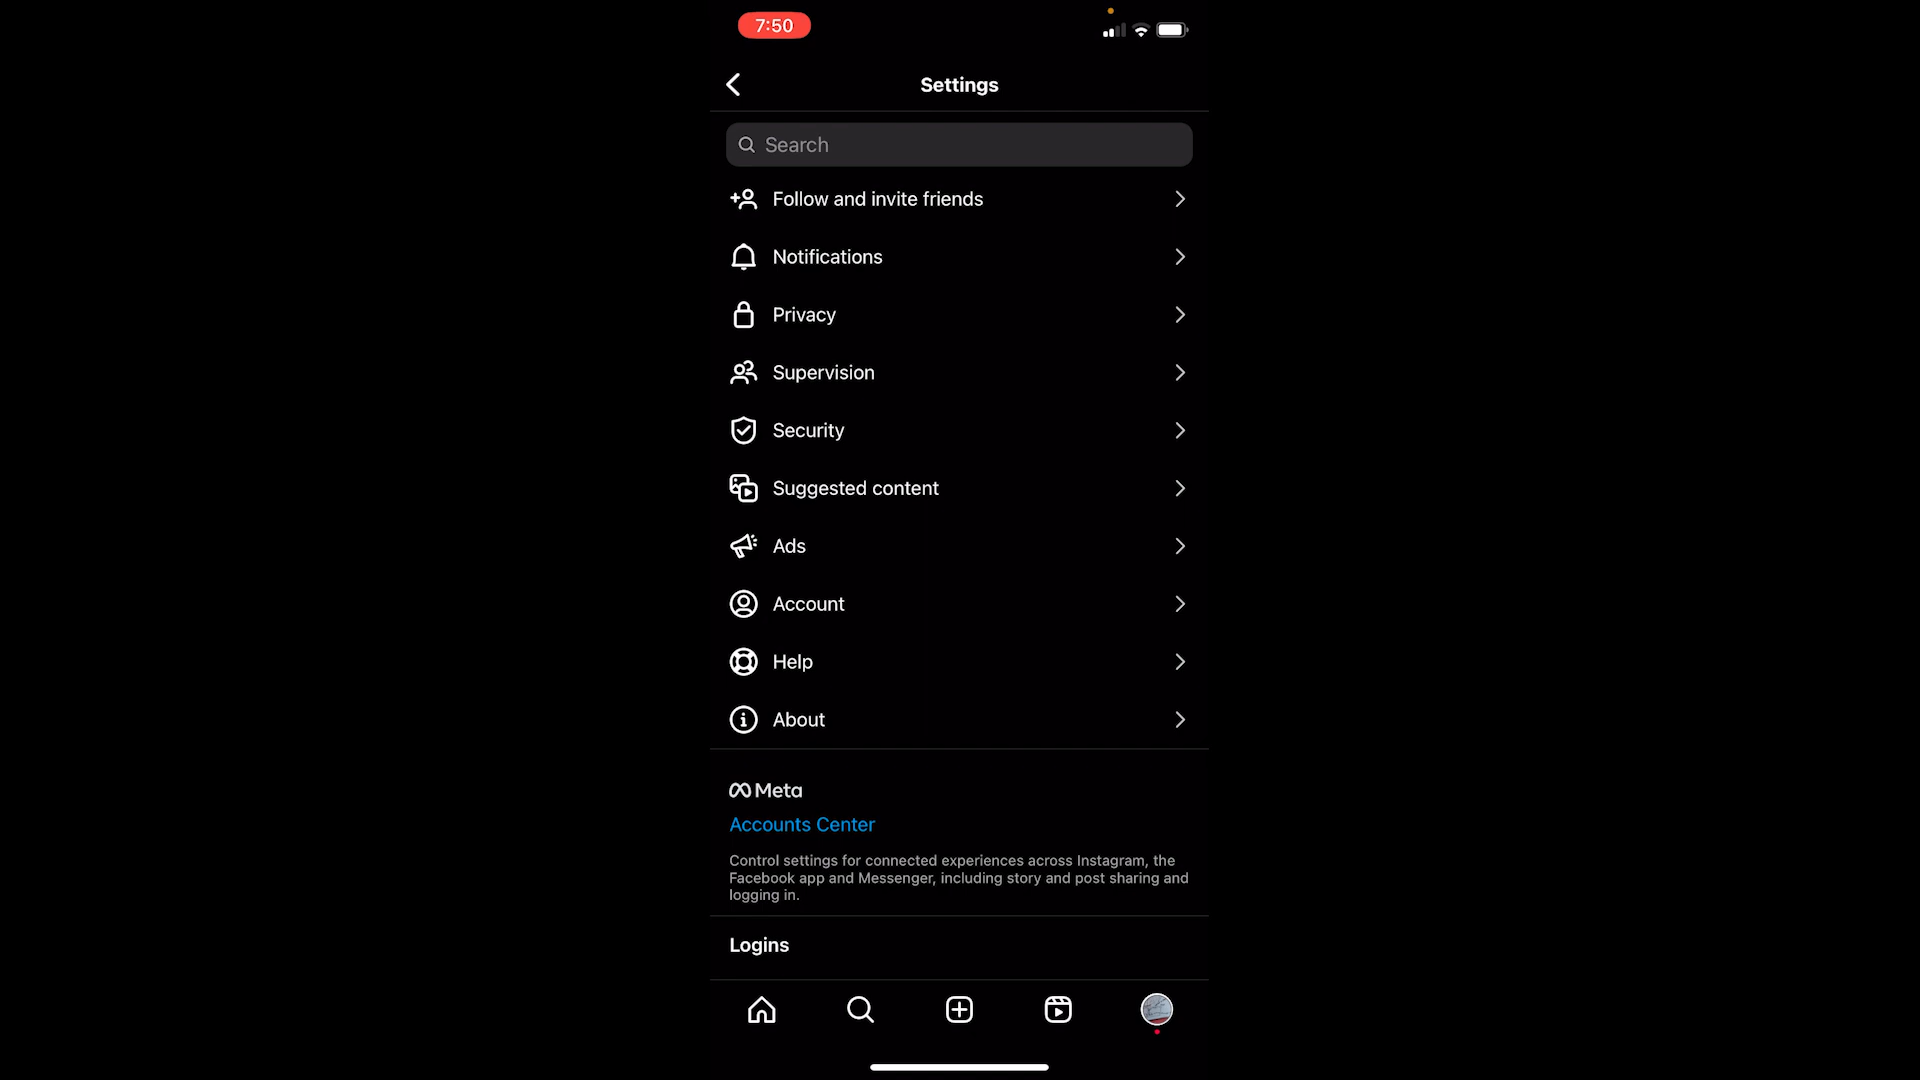 7:50
Settings
Search
Follow and invite friends
Notifications
Privacy
Supervision
Security
Suggested content
Ads
Account
Help
About
Meta
Accounts Center
Control settings for connected experiences across Instagram, the
Facebook app and Messenger, including story and post sharing and
logging in.
Logins